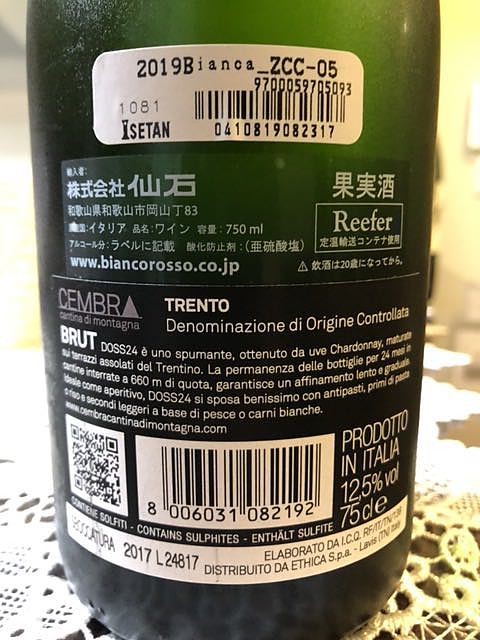 2019Bianca_ZCC-05
9700059705093
1081
ISETAN
0410819082317
輸入者:
株式会社 仙石
和歌山県和歌山市岡山丁83
国:イタリア 品名:ワイン 容量:750 ml
アルコール分:ラベルに記載 酸化防止剤:(亜硫酸塩)
www.biancorosso.co.jp
果実酒
Reefer
定温輸送コンテナ使用
⚠飲酒は20歳になってから。
CEMBRA
cantina di montagna
TRENTO
Denominazione di Origine Controllata
BRUT DOSS24 è uno spumante, ottenuto da uve Chardonnay, maturate
sui terrazzi assolati del Trentino. La permanenza delle bottiglie per 24 mesi in
cantine interrate a 660 m di quota, garantisce un affinamento lento e graduale.
Ideale come aperitivo, DOSS24 si sposa benissimo con antipasti, primi di pasta
o riso e secondi leggeri a base di pesce o carni bianche.
www.cembracantinadimontagna.com
8 006031 082192
PRODOTTO
IN ITALIA
12,5% vol
75 cl e
CONTIENE SOLFITI - CONTAINS SULPHITES - ENTHÄLT SULFITE
SBOCCATURA 2017 L24817
ELABORATO DA I.C.Q. RF/IT/TN/138
DISTRIBUITO DA ETHICA S.p.a. - Lavis (TN) Italy